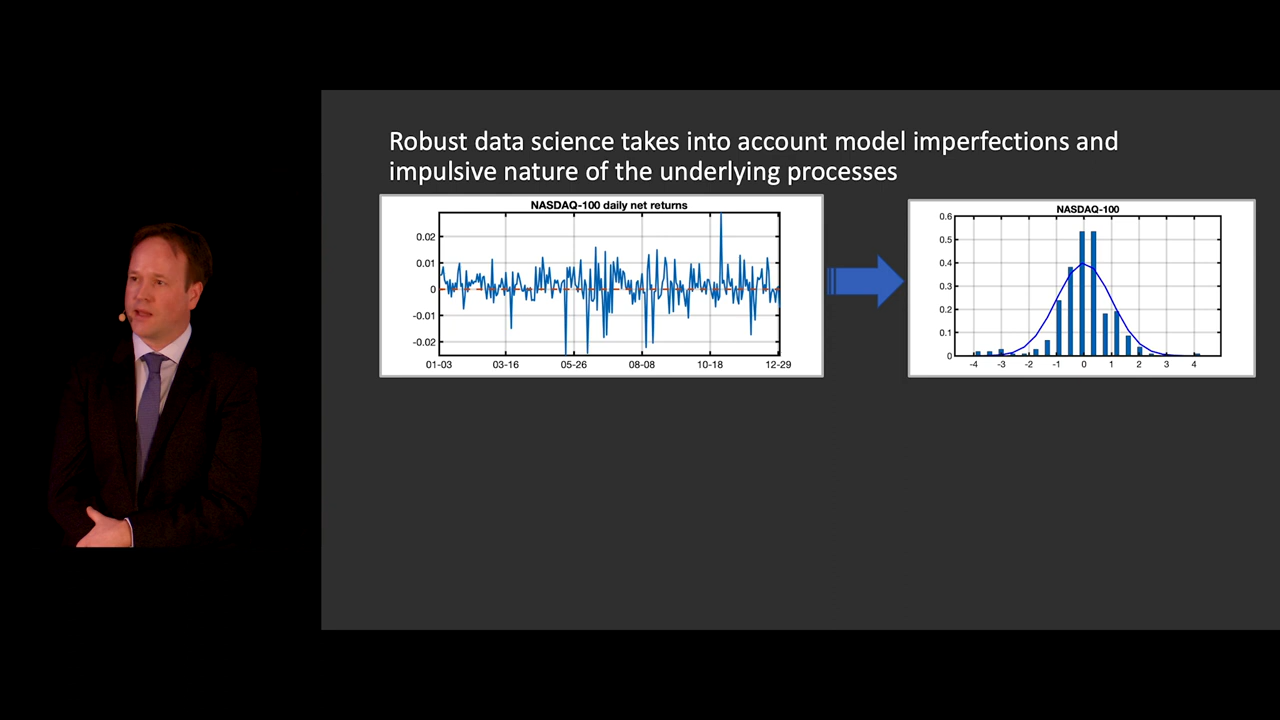 Robust data science takes into account model imperfections and
impulsive nature of the underlying processes
NASDAQ-100 daily net returns
0.02
0.01
0
-0.01
-0.02
01-03 03-16 05-26 08-08 10-18 12-29
NASDAQ-100
0.6
0.5
0.4
0.3
0.2
0.1
0
-4 -3 -2 -1 0 1 2 3 4